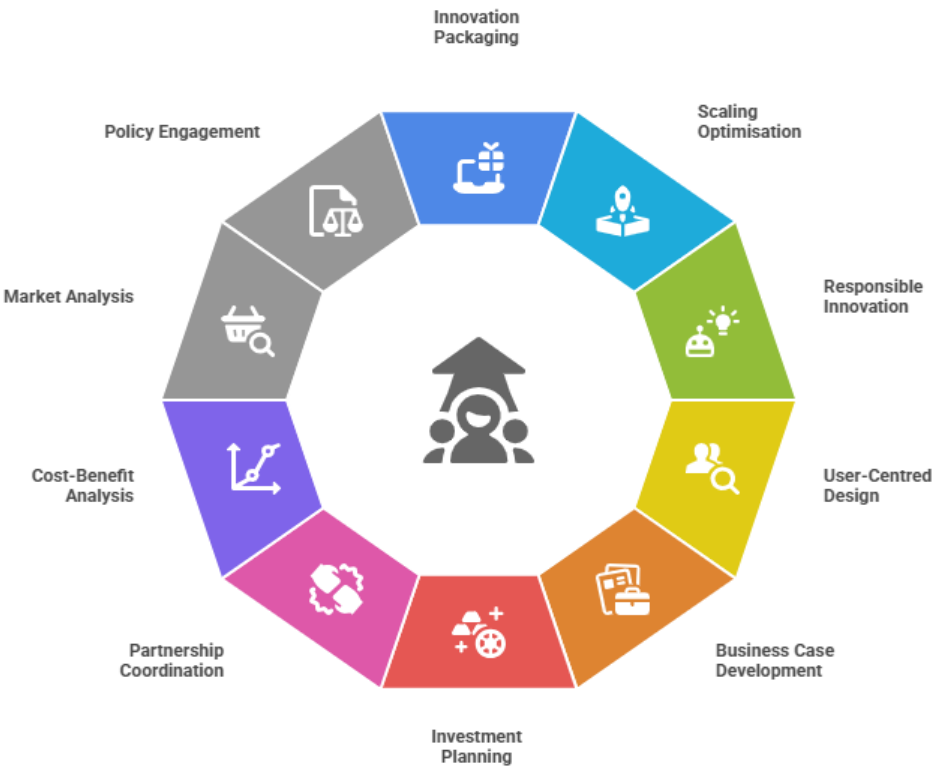 Innovation
Packaging
Scaling
Optimisation
Responsible
Innovation
User-Centred
Design
Business Case
Development
Investment
Planning
Partnership
Coordination
Cost-Benefit
Analysis
Market Analysis
Policy Engagement